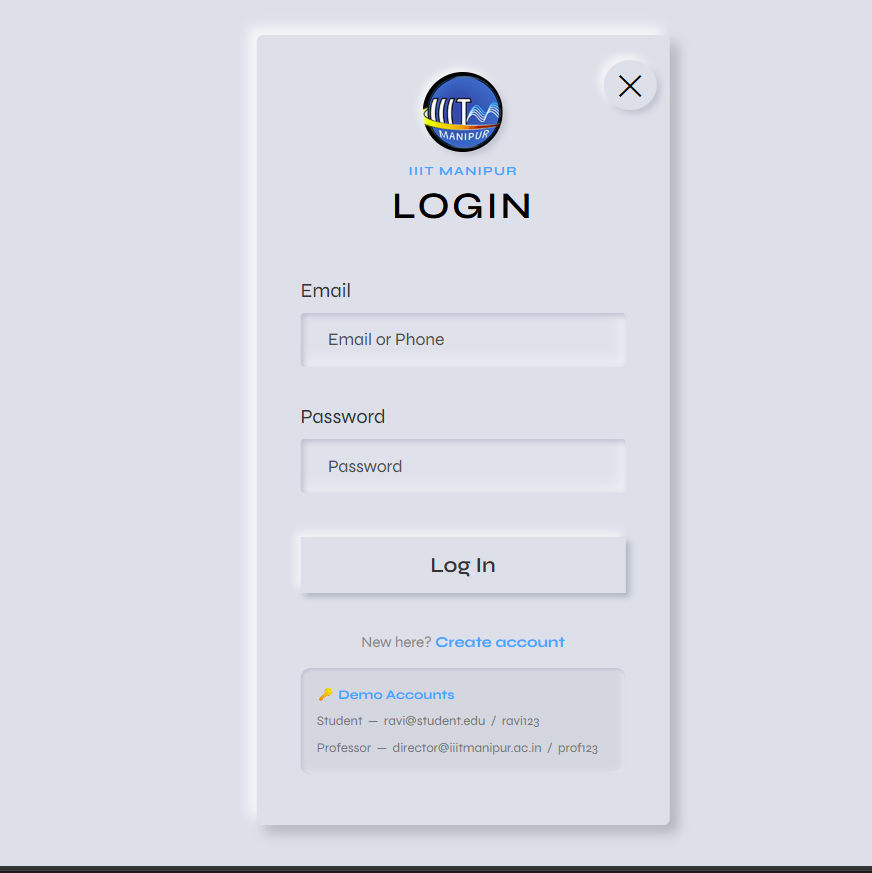 IIIT
MANIPUR
IIIT MANIPUR
LOGIN
Email
Email or Phone
Password
Password
Log In
New here? Create account
🔑 Demo Accounts
Student — ravi@student.edu / ravi123
Professor — director@iiitmanipur.ac.in / prof123